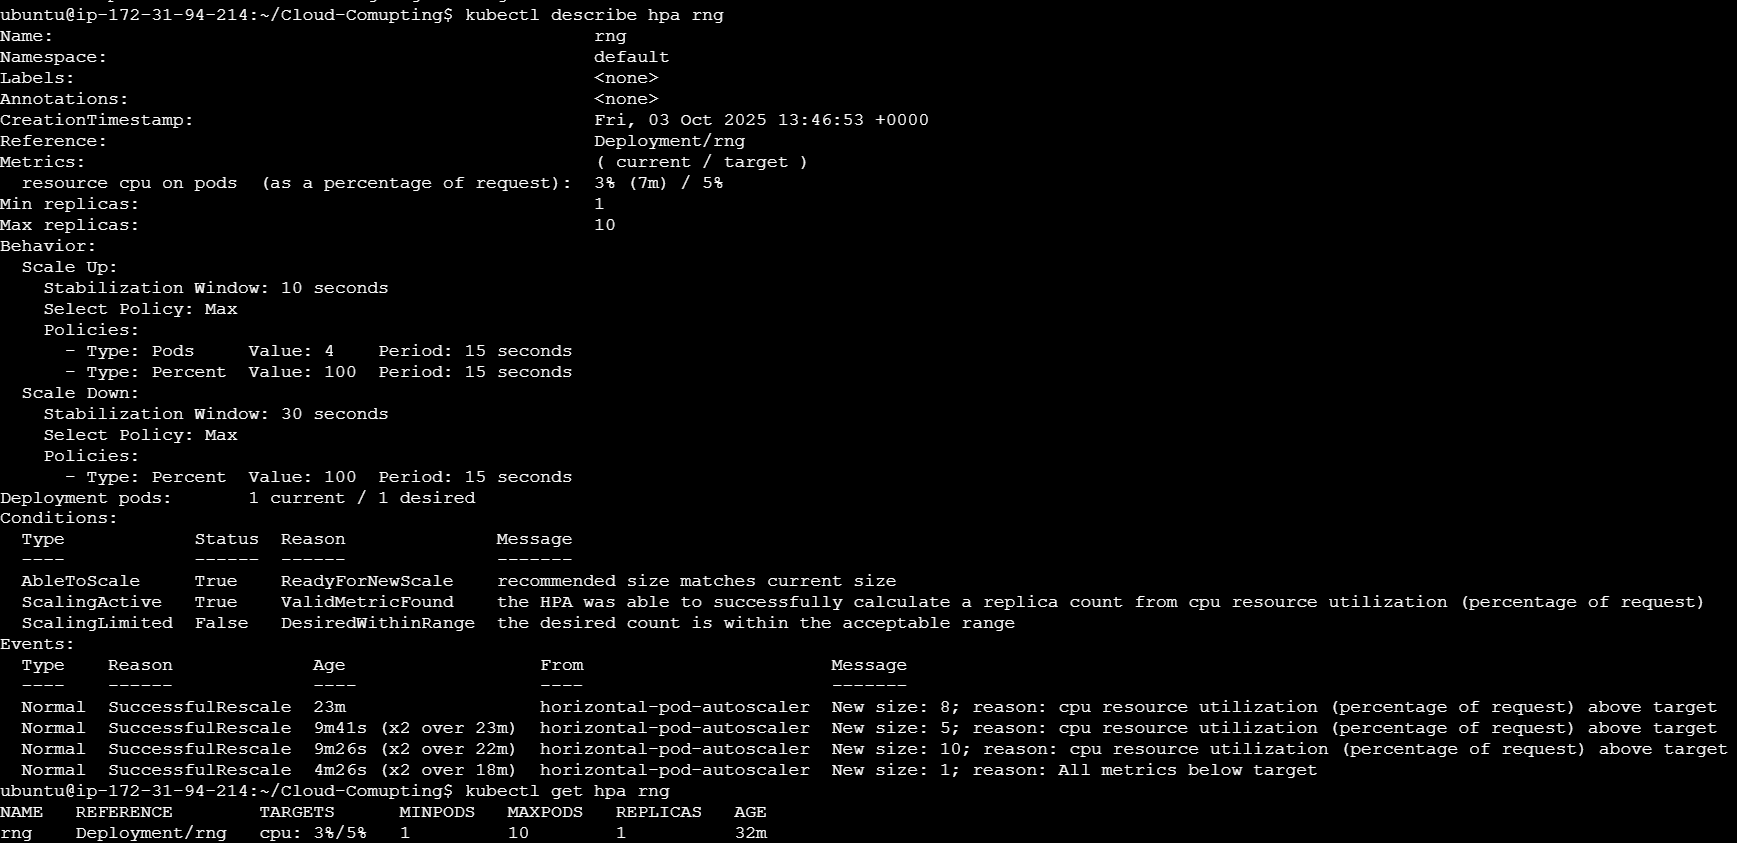 ubuntu@ip-172-31-94-214:~/Cloud-Comupting$ kubectl describe hpa rng
Name:                                                  rng
Namespace:                                             default
Labels:                                                <none>
Annotations:                                           <none>
CreationTimestamp:                                     Fri, 03 Oct 2025 13:46:53 +0000
Reference:                                             Deployment/rng
Metrics:                                               ( current / target )
  resource cpu on pods  (as a percentage of request):  3% (7m) / 5%
Min replicas:                                          1
Max replicas:                                          10
Behavior:
  Scale Up:
    Stabilization Window: 10 seconds
    Select Policy: Max
    Policies:
      - Type: Pods     Value: 4    Period: 15 seconds
      - Type: Percent  Value: 100  Period: 15 seconds
  Scale Down:
    Stabilization Window: 30 seconds
    Select Policy: Max
    Policies:
      - Type: Percent  Value: 100  Period: 15 seconds
Deployment pods:       1 current / 1 desired
Conditions:
  Type            Status  Reason              Message
  ----            ------  ------              -------
  AbleToScale     True    ReadyForNewScale    recommended size matches current size
  ScalingActive   True    ValidMetricFound    the HPA was able to successfully calculate a replica count from cpu resource utilization (percentage of request)
  ScalingLimited  False   DesiredWithinRange  the desired count is within the acceptable range
Events:
  Type    Reason             Age                  From                       Message
  ----    ------             ----                 ----                       -------
  Normal  SuccessfulRescale  23m                  horizontal-pod-autoscaler  New size: 8; reason: cpu resource utilization (percentage of request) above target
  Normal  SuccessfulRescale  9m41s (x2 over 23m)  horizontal-pod-autoscaler  New size: 5; reason: cpu resource utilization (percentage of request) above target
  Normal  SuccessfulRescale  9m26s (x2 over 22m)  horizontal-pod-autoscaler  New size: 10; reason: cpu resource utilization (percentage of request) above target
  Normal  SuccessfulRescale  4m26s (x2 over 18m)  horizontal-pod-autoscaler  New size: 1; reason: All metrics below target
ubuntu@ip-172-31-94-214:~/Cloud-Comupting$ kubectl get hpa rng
NAME   REFERENCE        TARGETS      MINPODS   MAXPODS   REPLICAS   AGE
rng    Deployment/rng   cpu: 3%/5%   1         10        1          32m